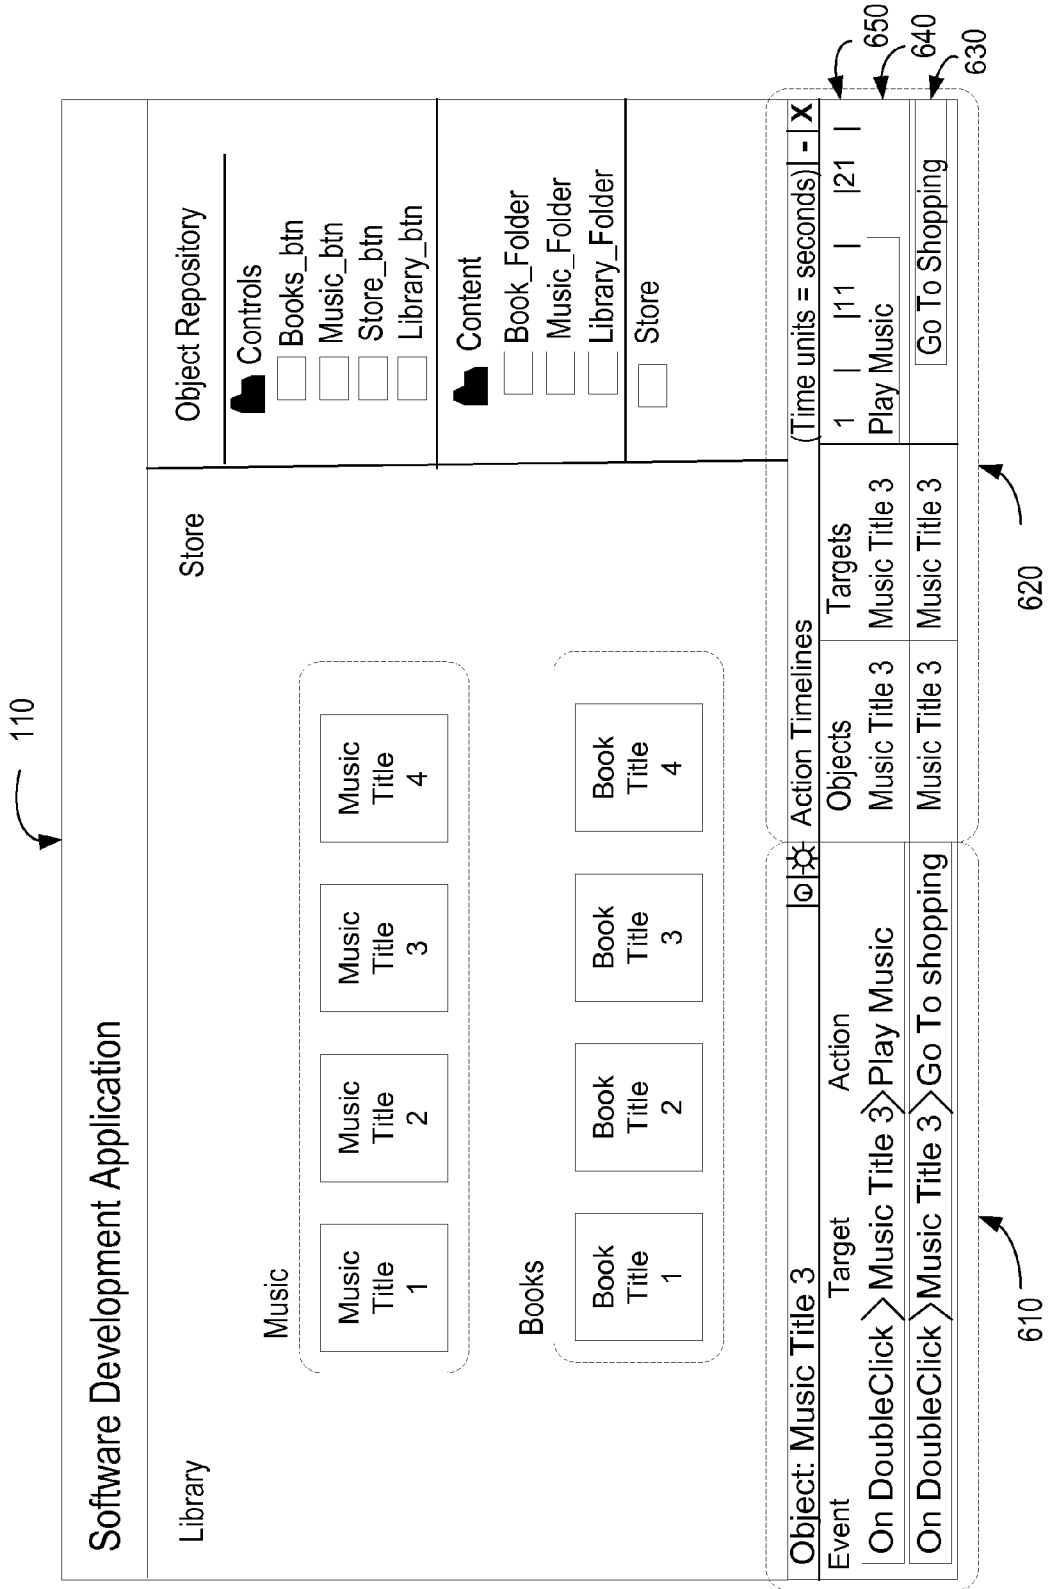 110
Software Development Application
Library
Store
Music
Music Title 1
Music Title 2
Music Title 3
Music Title 4
Books
Book Title 1
Book Title 2
Book Title 3
Book Title 4
Object Repository
Controls
Books_btn
Music_btn
Store_btn
Library_btn
Content
Book_Folder
Music_Folder
Library_Folder
Store
Object: Music Title 3
Event Target Action
On DoubleClick > Music Title 3 > Play Music
On DoubleClick > Music Title 3 > Go To shopping
Action Timelines (Time units = seconds) | - | X
Objects Targets 1 | |11 | |21 |
Music Title 3 Music Title 3 Play Music
Music Title 3 Music Title 3 Go To Shopping
650
640
630
610
620